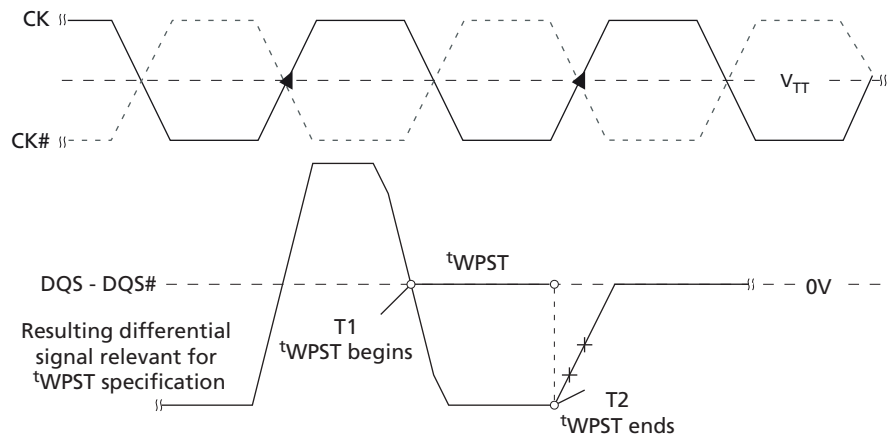 CK
V_TT
CK#
tWPST
DQS - DQS#
0V
Resulting differential
signal relevant for
tWPST specification
T1
tWPST begins
T2
tWPST ends